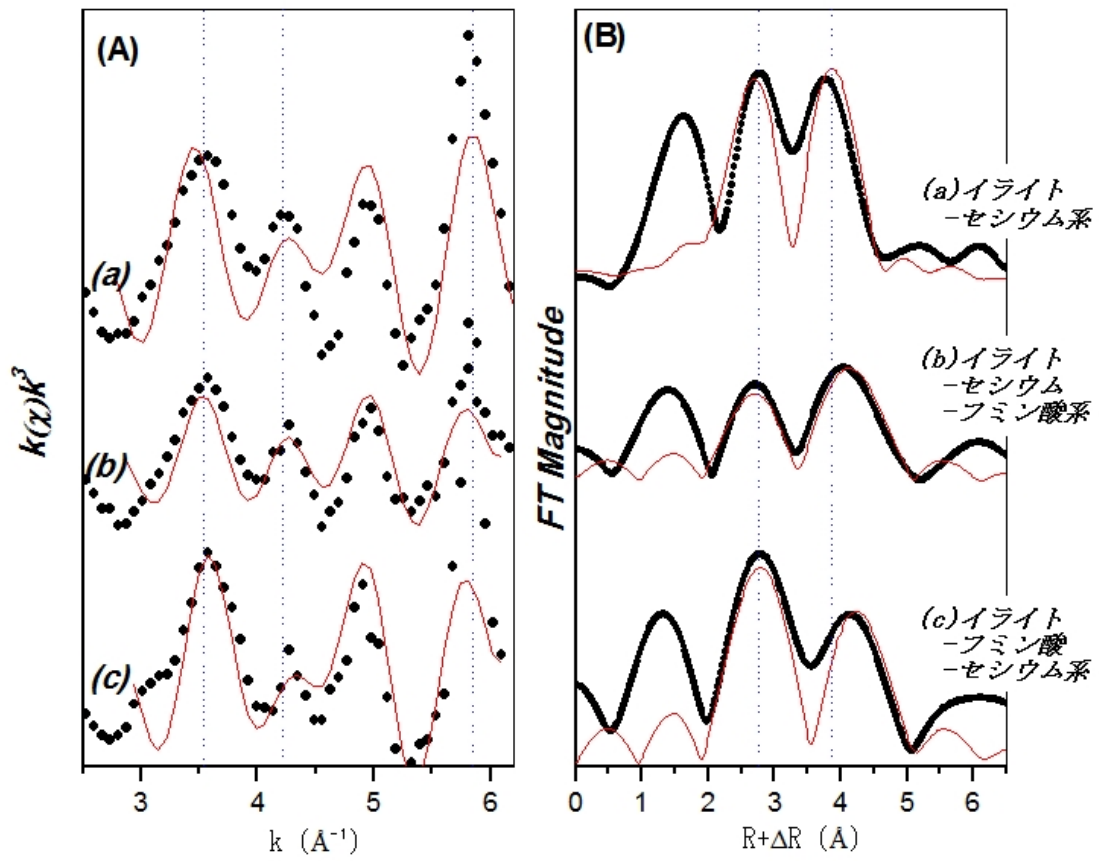 (A)
(a)
(b)
(c)
k(χ)k³
3 4 5 6
k (Å⁻¹)
(B)
FT Magnitude
(a)イライト
-セシウム系
(b)イライト
-セシウム
-フミン酸系
(c)イライト
-フミン酸
-セシウム系
0 1 2 3 4 5 6
R+ΔR (Å)